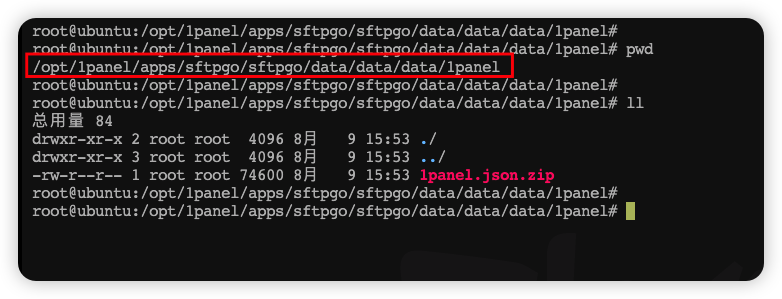 root@ubuntu:/opt/1panel/apps/sftpgo/sftpgo/data/data/data/1panel#
root@ubuntu:/opt/1panel/apps/sftpgo/sftpgo/data/data/data/1panel# pwd
/opt/1panel/apps/sftpgo/sftpgo/data/data/data/1panel
root@ubuntu:/opt/1panel/apps/sftpgo/sftpgo/data/data/data/1panel#
root@ubuntu:/opt/1panel/apps/sftpgo/sftpgo/data/data/data/1panel# ll
总用量 84
drwxr-xr-x 2 root root  4096 8月   9 15:53 ./
drwxr-xr-x 3 root root  4096 8月   9 15:53 ../
-rw-r--r-- 1 root root 74600 8月   9 15:53 1panel.json.zip
root@ubuntu:/opt/1panel/apps/sftpgo/sftpgo/data/data/data/1panel#
root@ubuntu:/opt/1panel/apps/sftpgo/sftpgo/data/data/data/1panel#